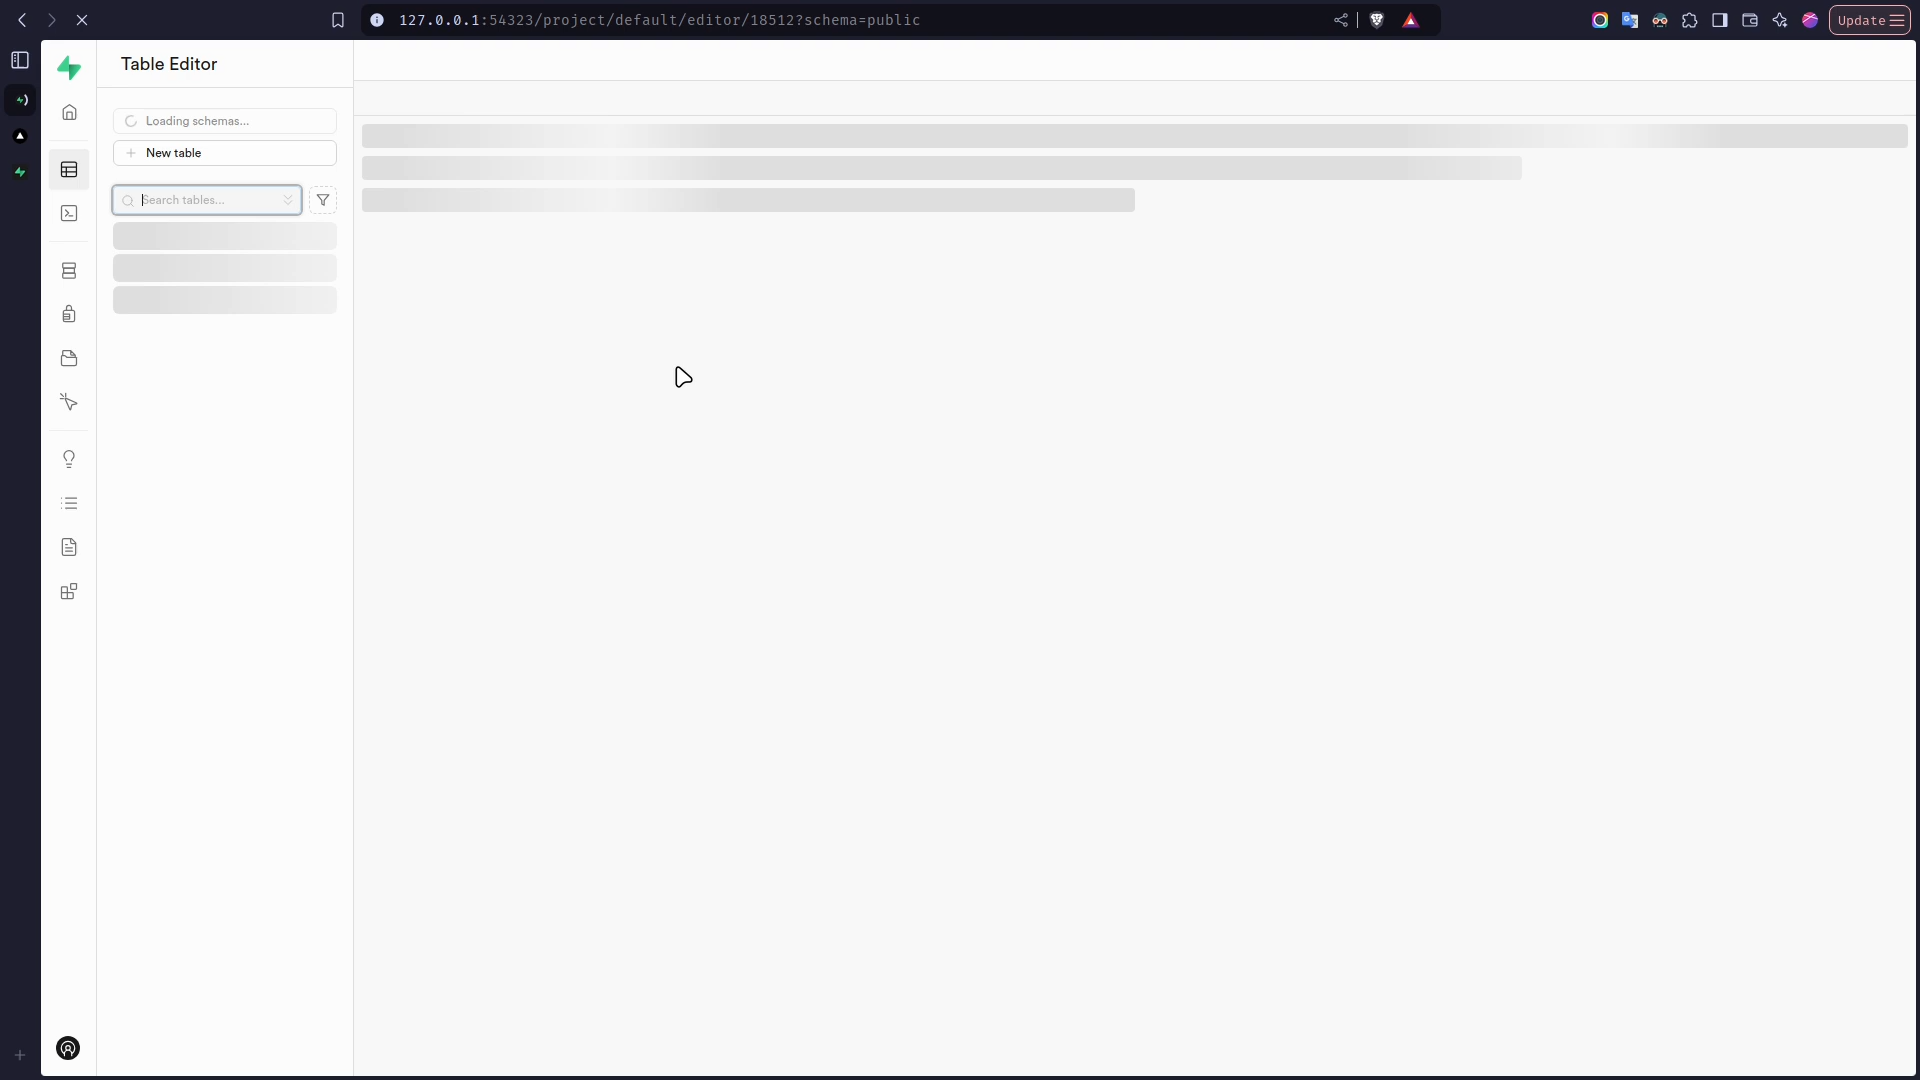 127.0.0.1:54323/project/default/editor/18512?schema=public
Update
Table Editor
Loading schemas...
New table
Search tables...